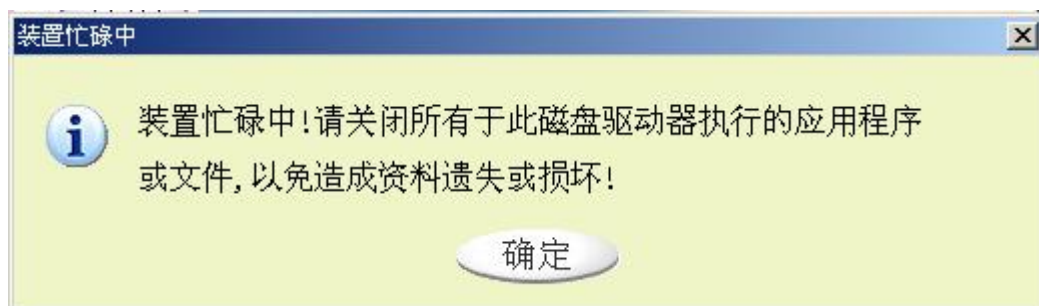 装置忙碌中
装置忙碌中!请关闭所有于此磁盘驱动器执行的应用程序
或文件,以免造成资料遗失或损坏!
确定